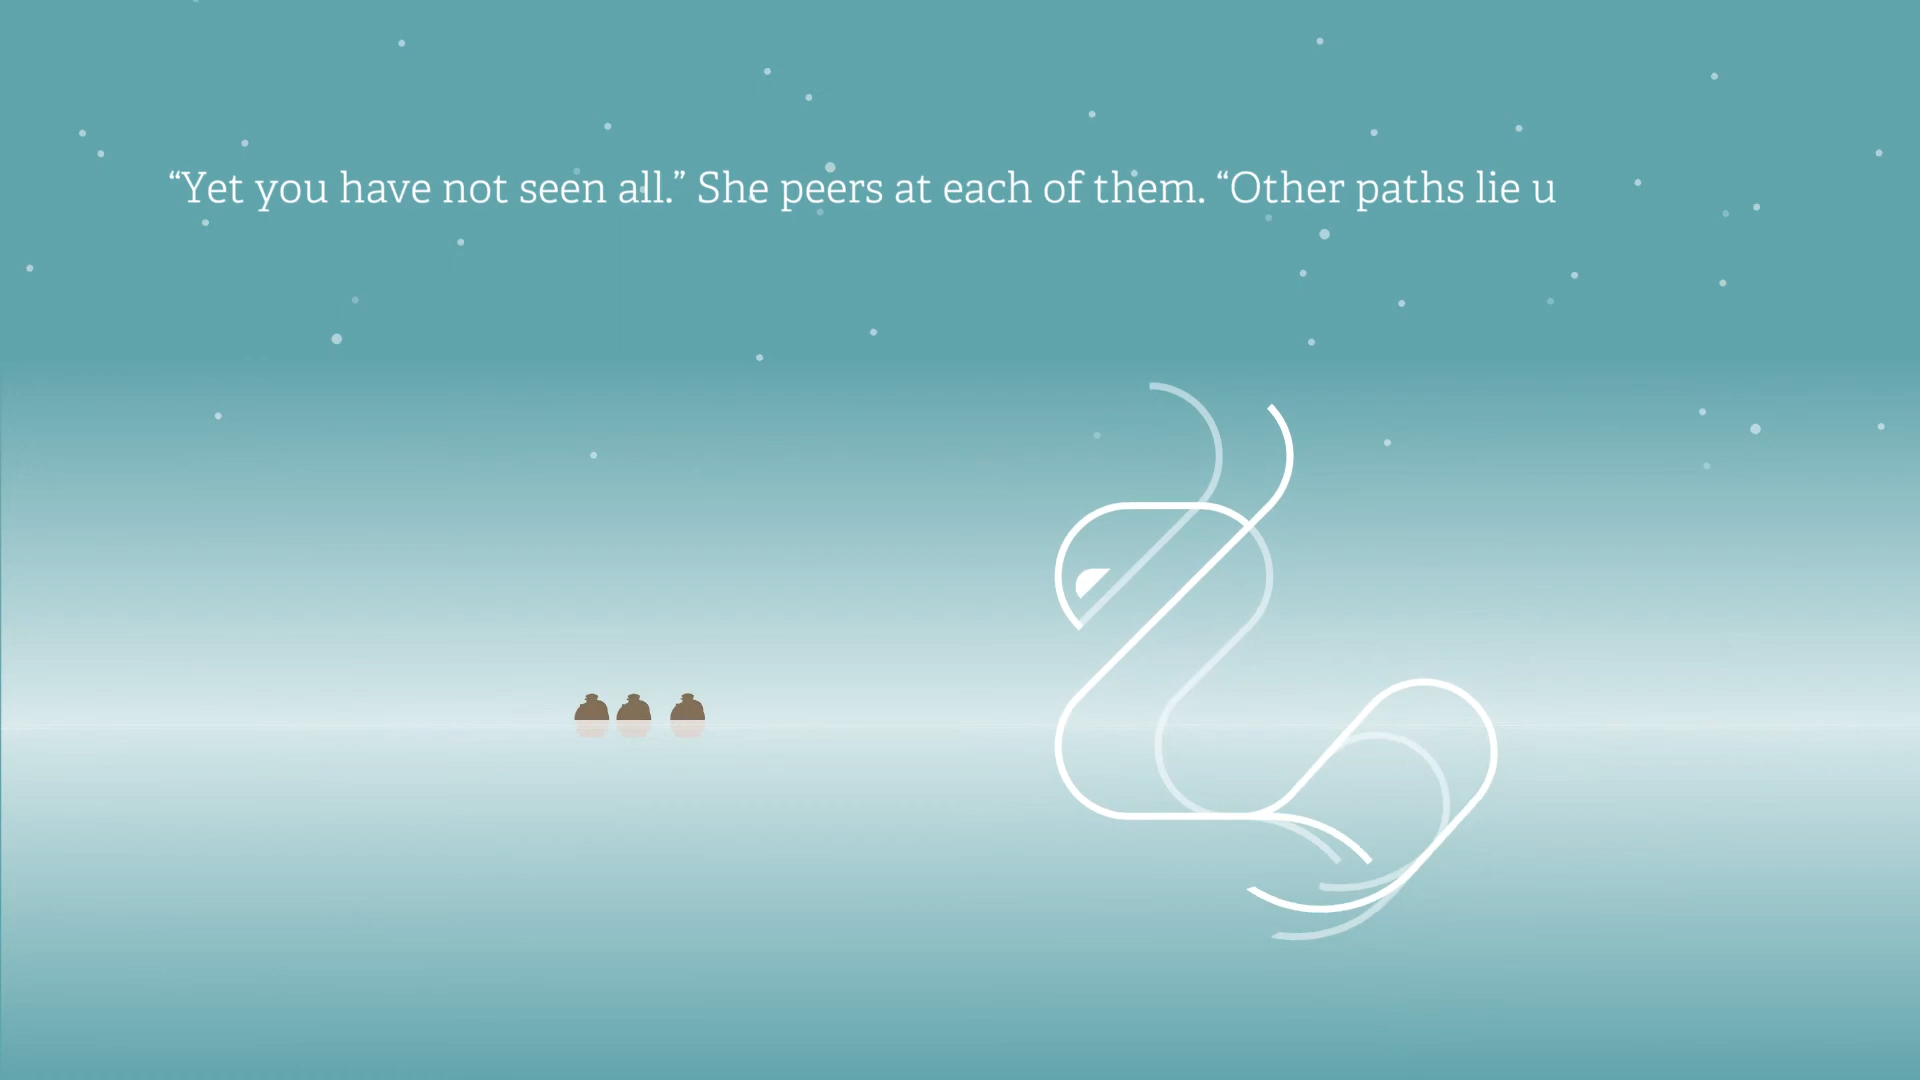 “Yet you have not seen all.” She peers at each of them. “Other paths lie u